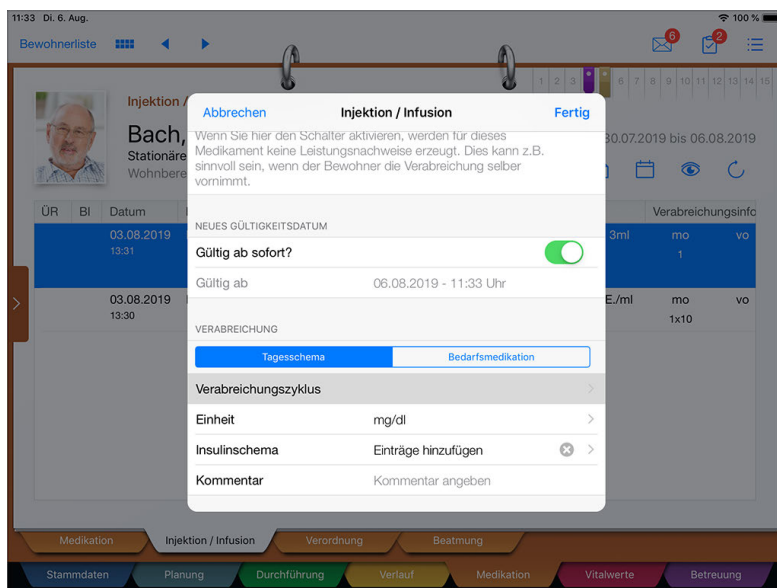 11:33 Di. 6. Aug.
100 %
Bewohnerliste
6
2
1 2 3 6 7 8 9 10 11 12 13 14 15
Injektion /
Bach,
Stationäre
Wohnbere
30.07.2019 bis 06.08.2019
Abbrechen
Injektion / Infusion
Fertig
Wenn Sie hier den Schalter aktivieren, werden für dieses
Medikament keine Leistungsnachweise erzeugt. Dies kann z.B.
sinnvoll sein, wenn der Bewohner die Verabreichung selber
vornimmt.
ÜR BI Datum
Verabreichungsinfo
03.08.2019
13:31
3ml mo vo
1
03.08.2019
13:30
E./ml mo vo
1x10
NEUES GÜLTIGKEITSDATUM
Gültig ab sofort?
Gültig ab 06.08.2019 - 11:33 Uhr
VERABREICHUNG
Tagesschema Bedarfsmedikation
Verabreichungszyklus
Einheit mg/dl
Insulinschema Einträge hinzufügen
Kommentar Kommentar angeben
Medikation Injektion / Infusion Verordnung Beatmung
Stammdaten Planung Durchführung Verlauf Medikation Vitalwerte Betreuung